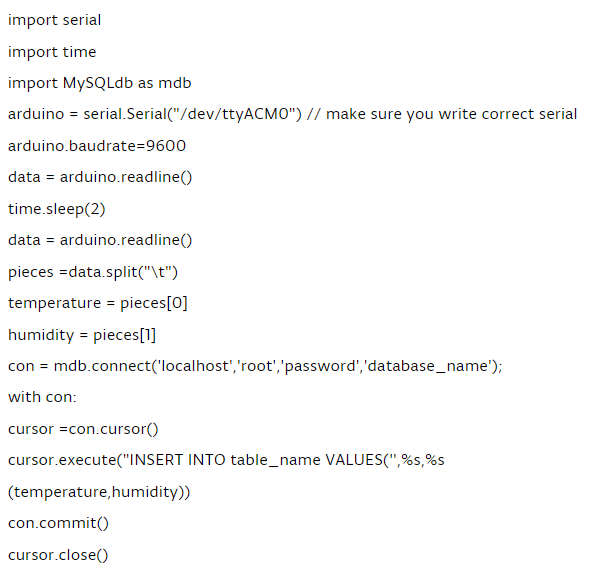 import serial
import time
import MySQLdb as mdb
arduino = serial.Serial("/dev/ttyACM0") // make sure you write correct serial
arduino.baudrate=9600
data = arduino.readline()
time.sleep(2)
data = arduino.readline()
pieces =data.split("\t")
temperature = pieces[0]
humidity = pieces[1]
con = mdb.connect('localhost','root','password','database_name');
with con:
cursor =con.cursor()
cursor.execute("INSERT INTO table_name VALUES('',%s,%s
(temperature,humidity))
con.commit()
cursor.close()